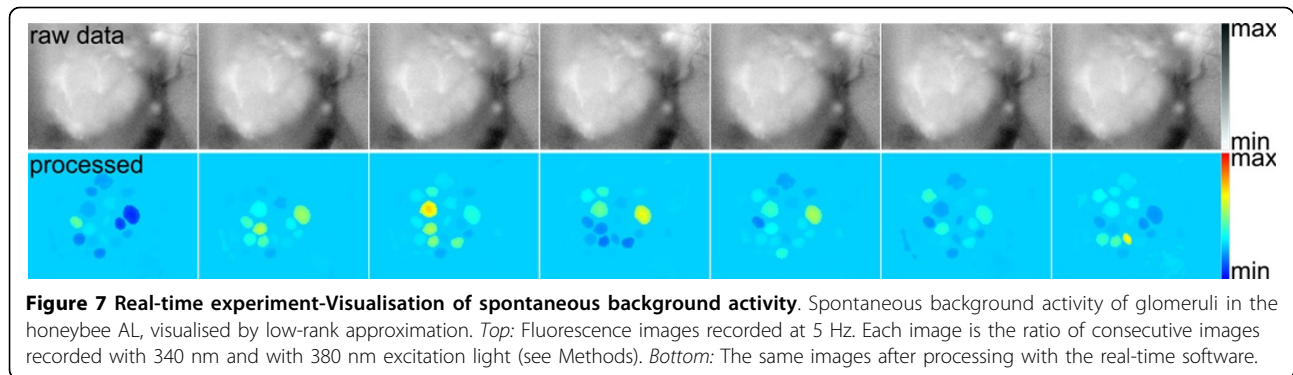 raw data
max
min
processed
max
min
Figure 7 Real-time experiment-Visualisation of spontaneous background activity. Spontaneous background activity of glomeruli in the
honeybee AL, visualised by low-rank approximation. Top: Fluorescence images recorded at 5 Hz. Each image is the ratio of consecutive images
recorded with 340 nm and with 380 nm excitation light (see Methods). Bottom: The same images after processing with the real-time software.